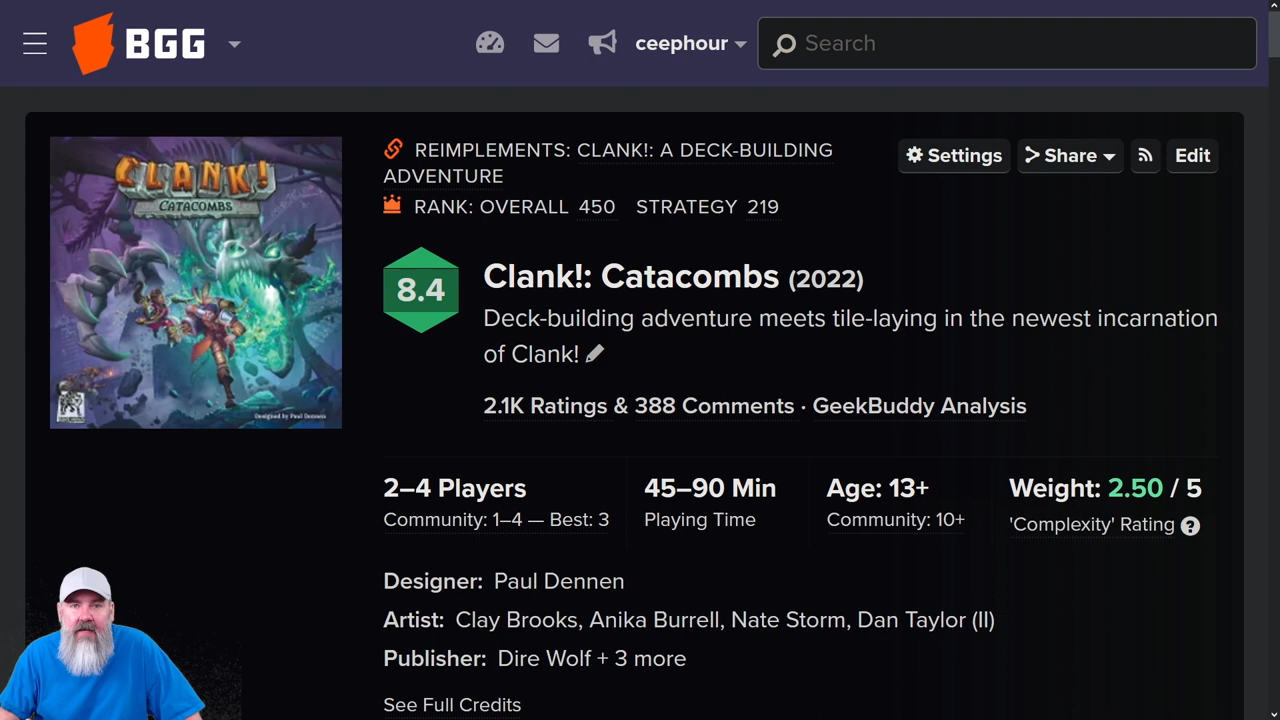 BGG
ceephour
Search
REIMPLEMENTS: CLANK!: A DECK-BUILDING
ADVENTURE
Settings
Share
Edit
RANK: OVERALL 450 STRATEGY 219
CLANK!
CATACOMBS
Designed by Paul Dennen
8.4
Clank!: Catacombs (2022)
Deck-building adventure meets tile-laying in the newest incarnation
of Clank!
2.1K Ratings & 388 Comments · GeekBuddy Analysis
2–4 Players
Community: 1–4 — Best: 3
45–90 Min
Playing Time
Age: 13+
Community: 10+
Weight: 2.50 / 5
'Complexity' Rating ?
Designer: Paul Dennen
Artist: Clay Brooks, Anika Burrell, Nate Storm, Dan Taylor (II)
Publisher: Dire Wolf + 3 more
See Full Credits